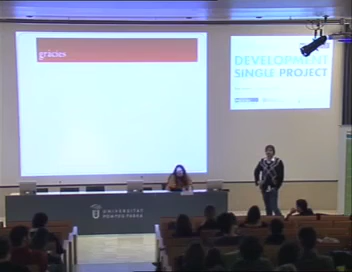 gràcies
DEVELOPMENT
SINGLE PROJECT
UNIVERSITAT
POMPEU FABRA